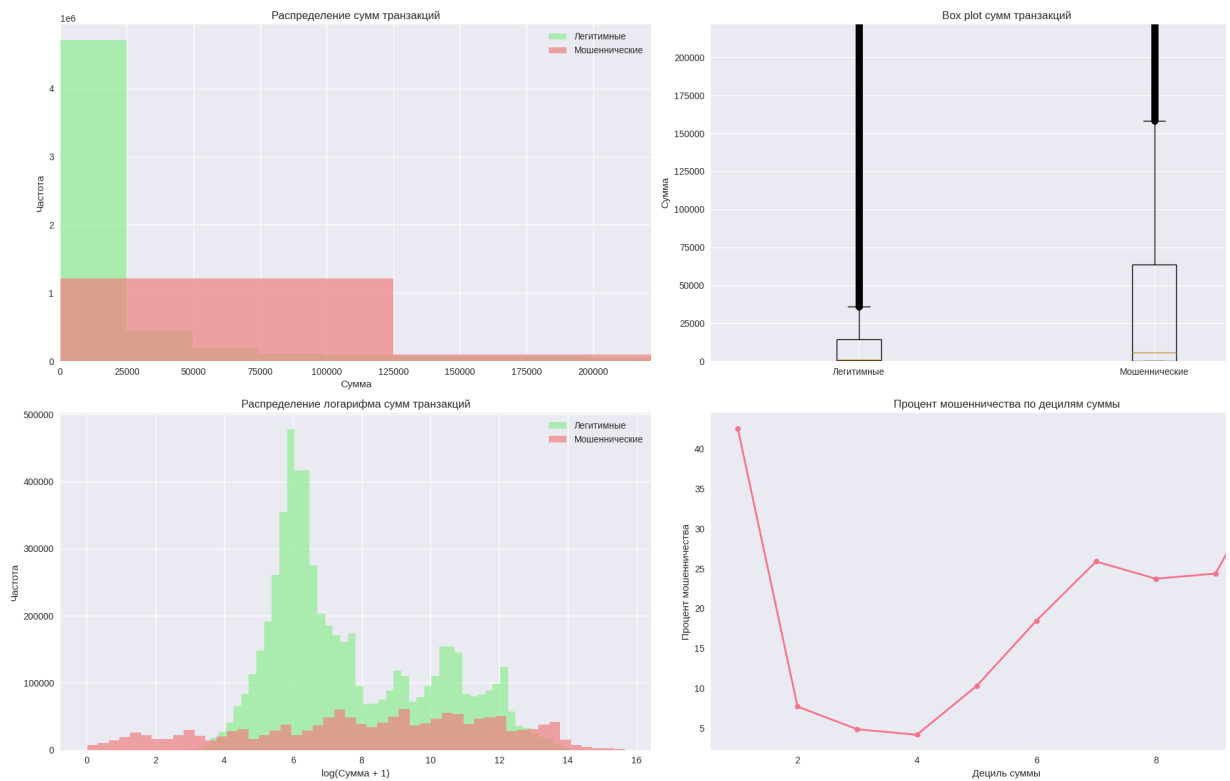 Распределение сумм транзакций
1e6
Легитимные
Мошеннические
4
3
2
1
0
Частота
0 25000 50000 75000 100000 125000 150000 175000 200000
Сумма
Box plot сумм транзакций
200000
175000
150000
125000
100000
75000
50000
25000
0
Сумма
Легитимные Мошеннические
Распределение логарифма сумм транзакций
Легитимные
Мошеннические
500000
400000
300000
200000
100000
0
Частота
0 2 4 6 8 10 12 14 16
log(Сумма + 1)
Процент мошенничества по децилям суммы
40
35
30
25
20
15
10
5
Процент мошенничества
2 4 6 8
Дециль суммы